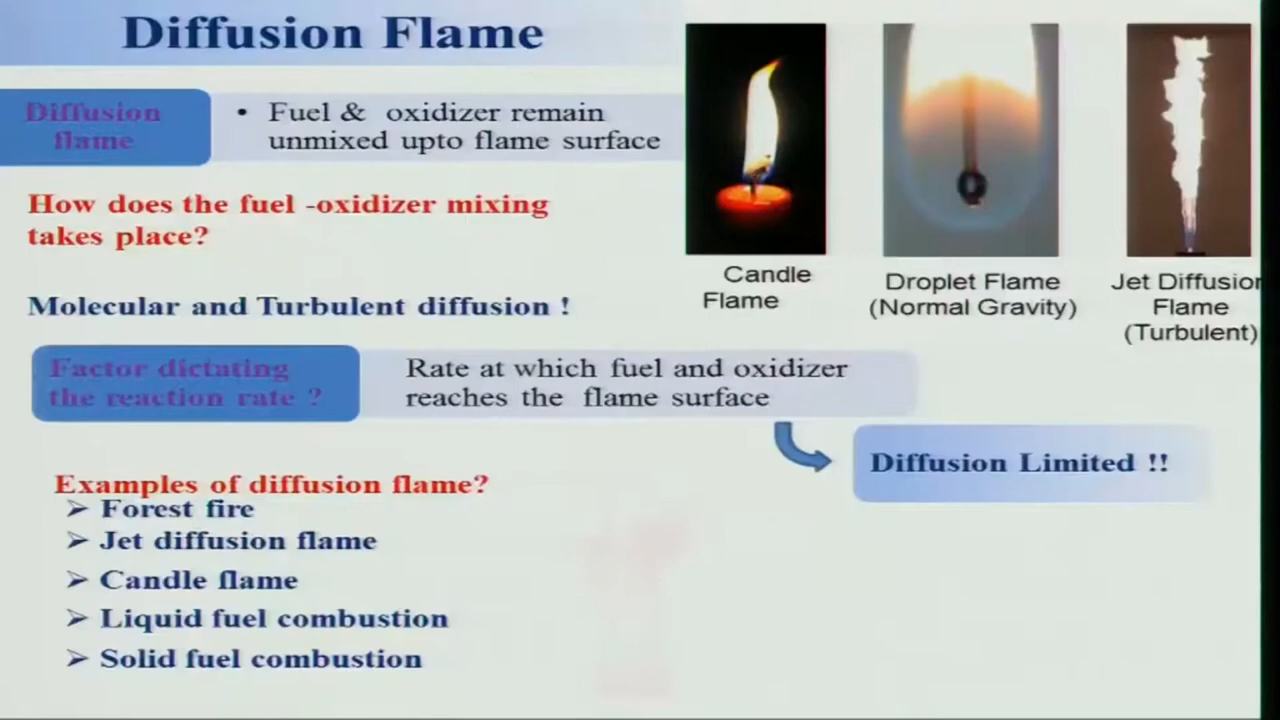 Diffusion Flame
Diffusion
flame
• Fuel & oxidizer remain
unmixed upto flame surface
How does the fuel -oxidizer mixing
takes place?
Molecular and Turbulent diffusion !
Candle
Flame
Droplet Flame
(Normal Gravity)
Jet Diffusion
Flame
(Turbulent)
Factor dictating
the reaction rate ?
Rate at which fuel and oxidizer
reaches the flame surface
Diffusion Limited !!
Examples of diffusion flame?
➢ Forest fire
➢ Jet diffusion flame
➢ Candle flame
➢ Liquid fuel combustion
➢ Solid fuel combustion